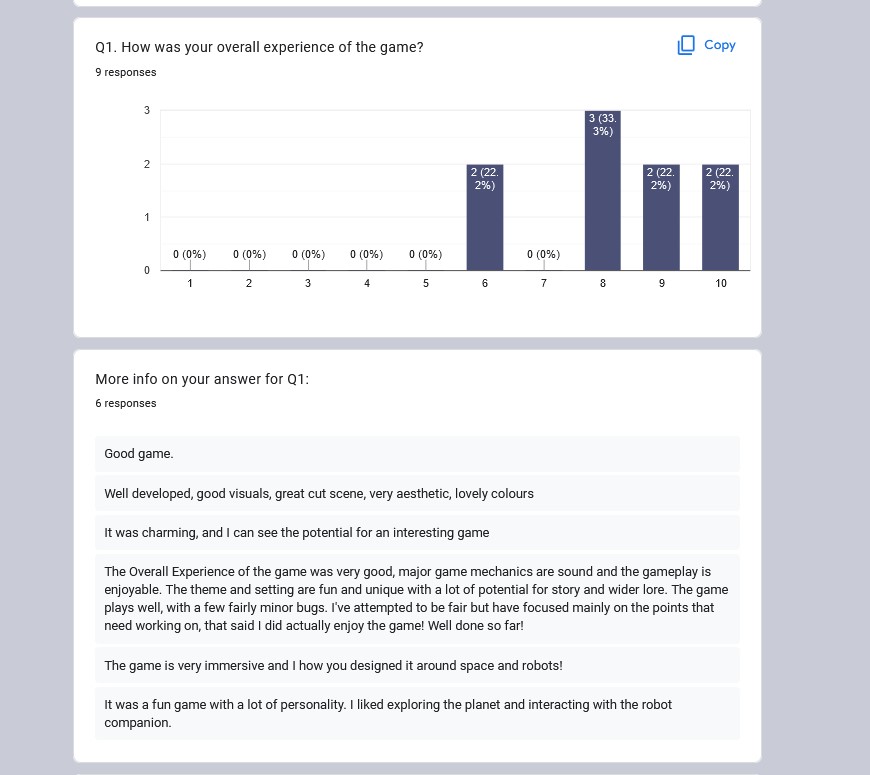 Q1. How was your overall experience of the game?
Copy
9 responses
3
2
1
0
0 (0%)
0 (0%)
0 (0%)
0 (0%)
0 (0%)
2 (22.
2%)
0 (0%)
3 (33.
3%)
2 (22.
2%)
2 (22.
2%)
1
2
3
4
5
6
7
8
9
10
More info on your answer for Q1:
6 responses
Good game.
Well developed, good visuals, great cut scene, very aesthetic, lovely colours
It was charming, and I can see the potential for an interesting game
The Overall Experience of the game was very good, major game mechanics are sound and the gameplay is
enjoyable. The theme and setting are fun and unique with a lot of potential for story and wider lore. The game
plays well, with a few fairly minor bugs. I've attempted to be fair but have focused mainly on the points that
need working on, that said I did actually enjoy the game! Well done so far!
The game is very immersive and I how you designed it around space and robots!
It was a fun game with a lot of personality. I liked exploring the planet and interacting with the robot
companion.